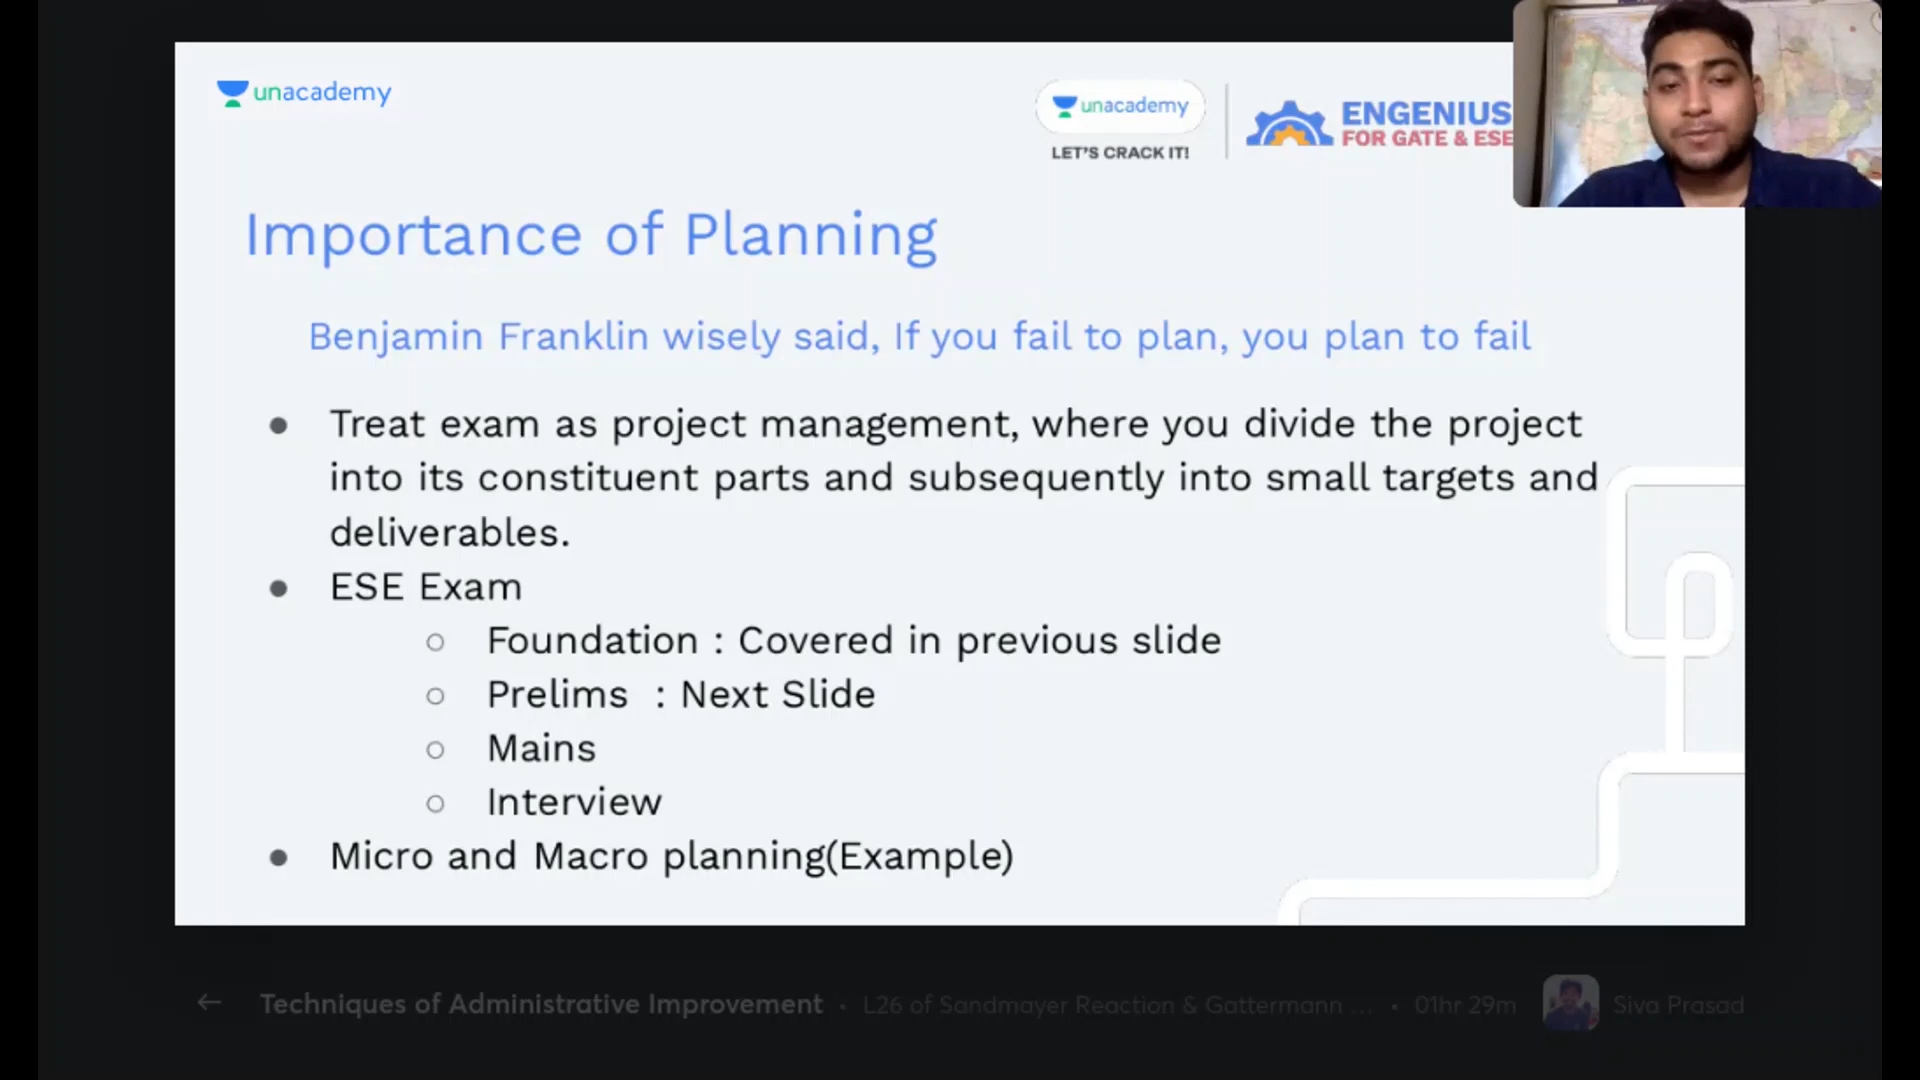 unacademy
unacademy
LET'S CRACK IT!
ENGENIUS
FOR GATE & ESE
Importance of Planning
Benjamin Franklin wisely said, If you fail to plan, you plan to fail
● Treat exam as project management, where you divide the project
into its constituent parts and subsequently into small targets and
deliverables.
● ESE Exam
○ Foundation : Covered in previous slide
○ Prelims : Next Slide
○ Mains
○ Interview
● Micro and Macro planning(Example)
← Techniques of Administrative Improvement • L26 of Sandmayer Reaction & Gattermann ... • 01hr 29m Siva Prasad